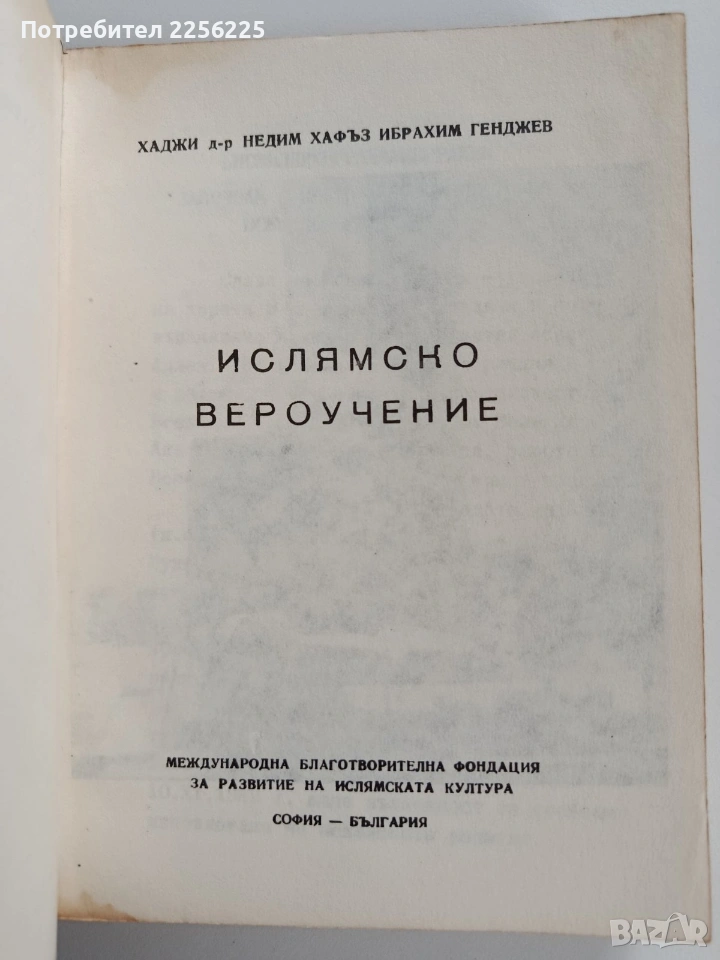 Потребител 2256225
ХАДЖИ д-р НЕДИМ ХАФЪЗ ИБРАХИМ ГЕНДЖЕВ
ИСЛЯМСКО
ВЕРОУЧЕНИЕ
МЕЖДУНАРОДНА БЛАГОТВОРИТЕЛНА ФОНДАЦИЯ
ЗА РАЗВИТИЕ НА ИСЛЯМСКАТА КУЛТУРА
СОФИЯ — БЪЛГАРИЯ
BAZAR